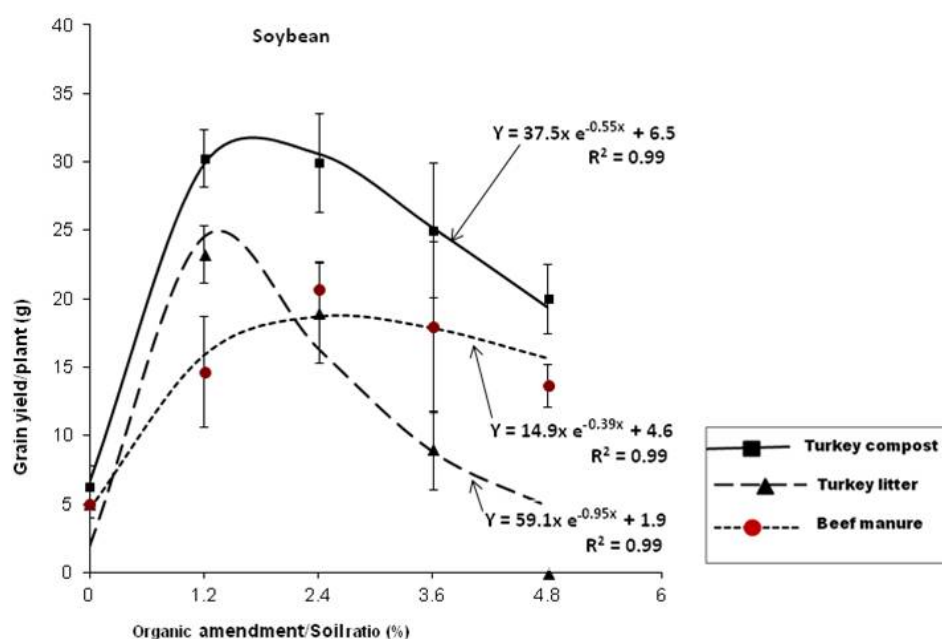 Soybean
40
35
30
25
20
15
10
5
0
Grain yield/plant (g)
Y = 37.5x e^-0.55x + 6.5
R² = 0.99
Y = 14.9x e^-0.39x + 4.6
R² = 0.99
Y = 59.1x e^-0.95x + 1.9
R² = 0.99
0 1.2 2.4 3.6 4.8 6
Organic amendment/Soil ratio (%)
Turkey compost
Turkey litter
Beef manure